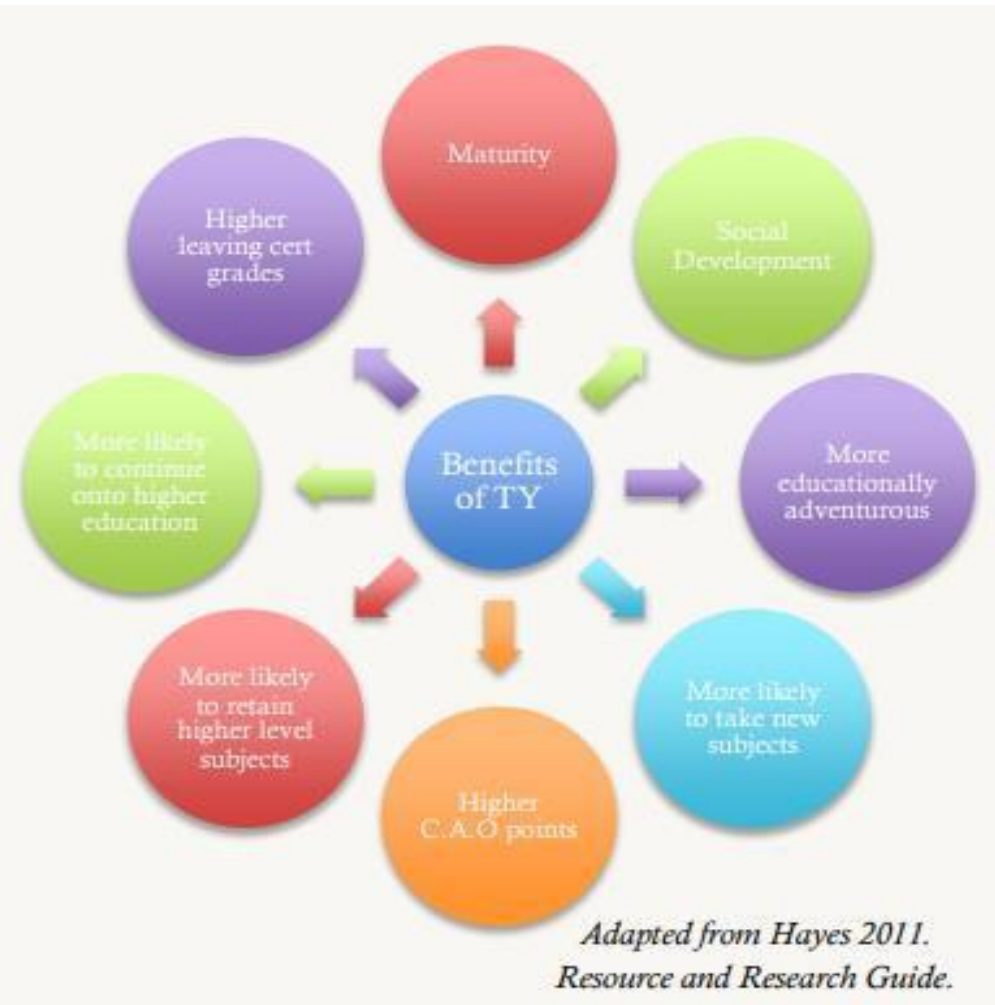 Maturity
Social
Development
More
educationally
adventurous
More likely
to take new
subjects
Higher
C.A.O points
More likely
to retain
higher level
subjects
More likely
to continue
onto higher
education
Higher
leaving cert
grades
Benefits
of TY
Adapted from Hayes 2011.
Resource and Research Guide.